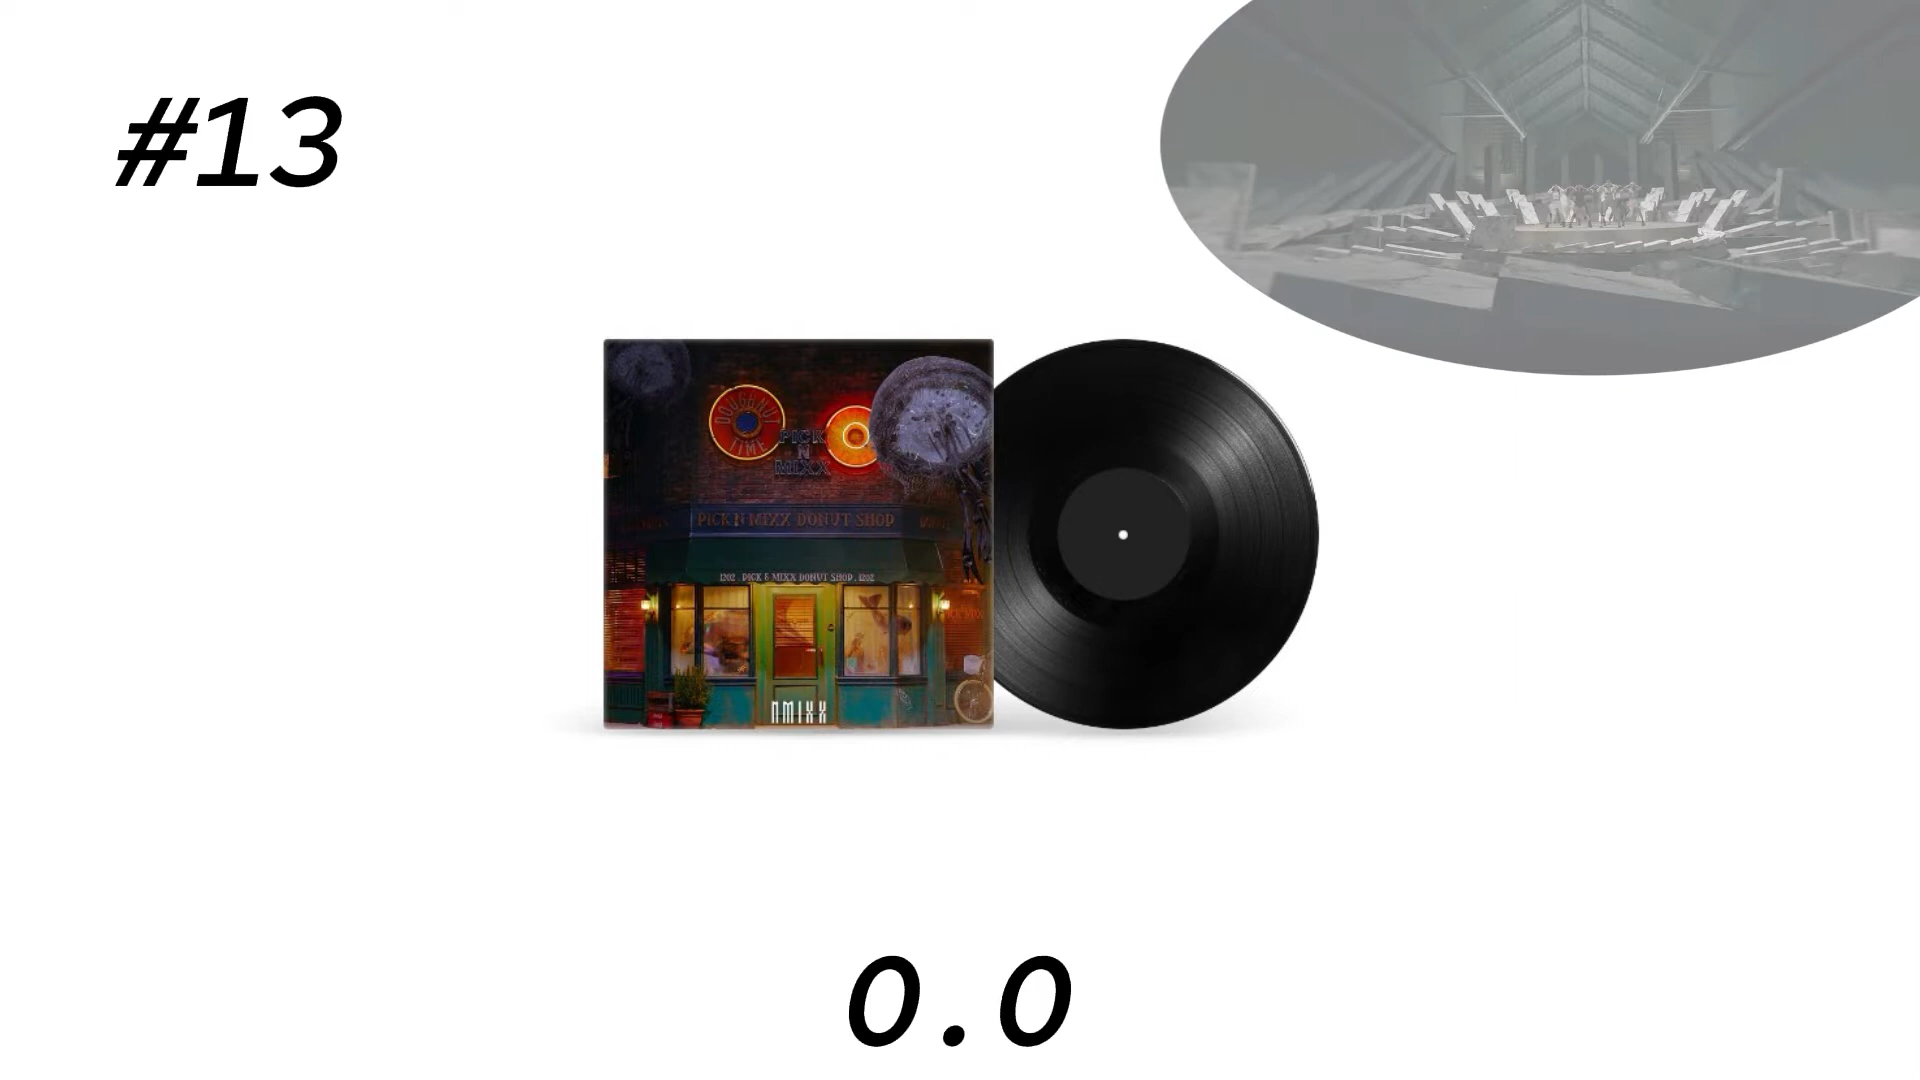 #13
DOUGHNUT
TIME
PICK
N
MIXX
PICK N MIXX DONUT SHOP
1202 . PICK & MIXX DONUT SHOP . 1202
NMIXX
0.0